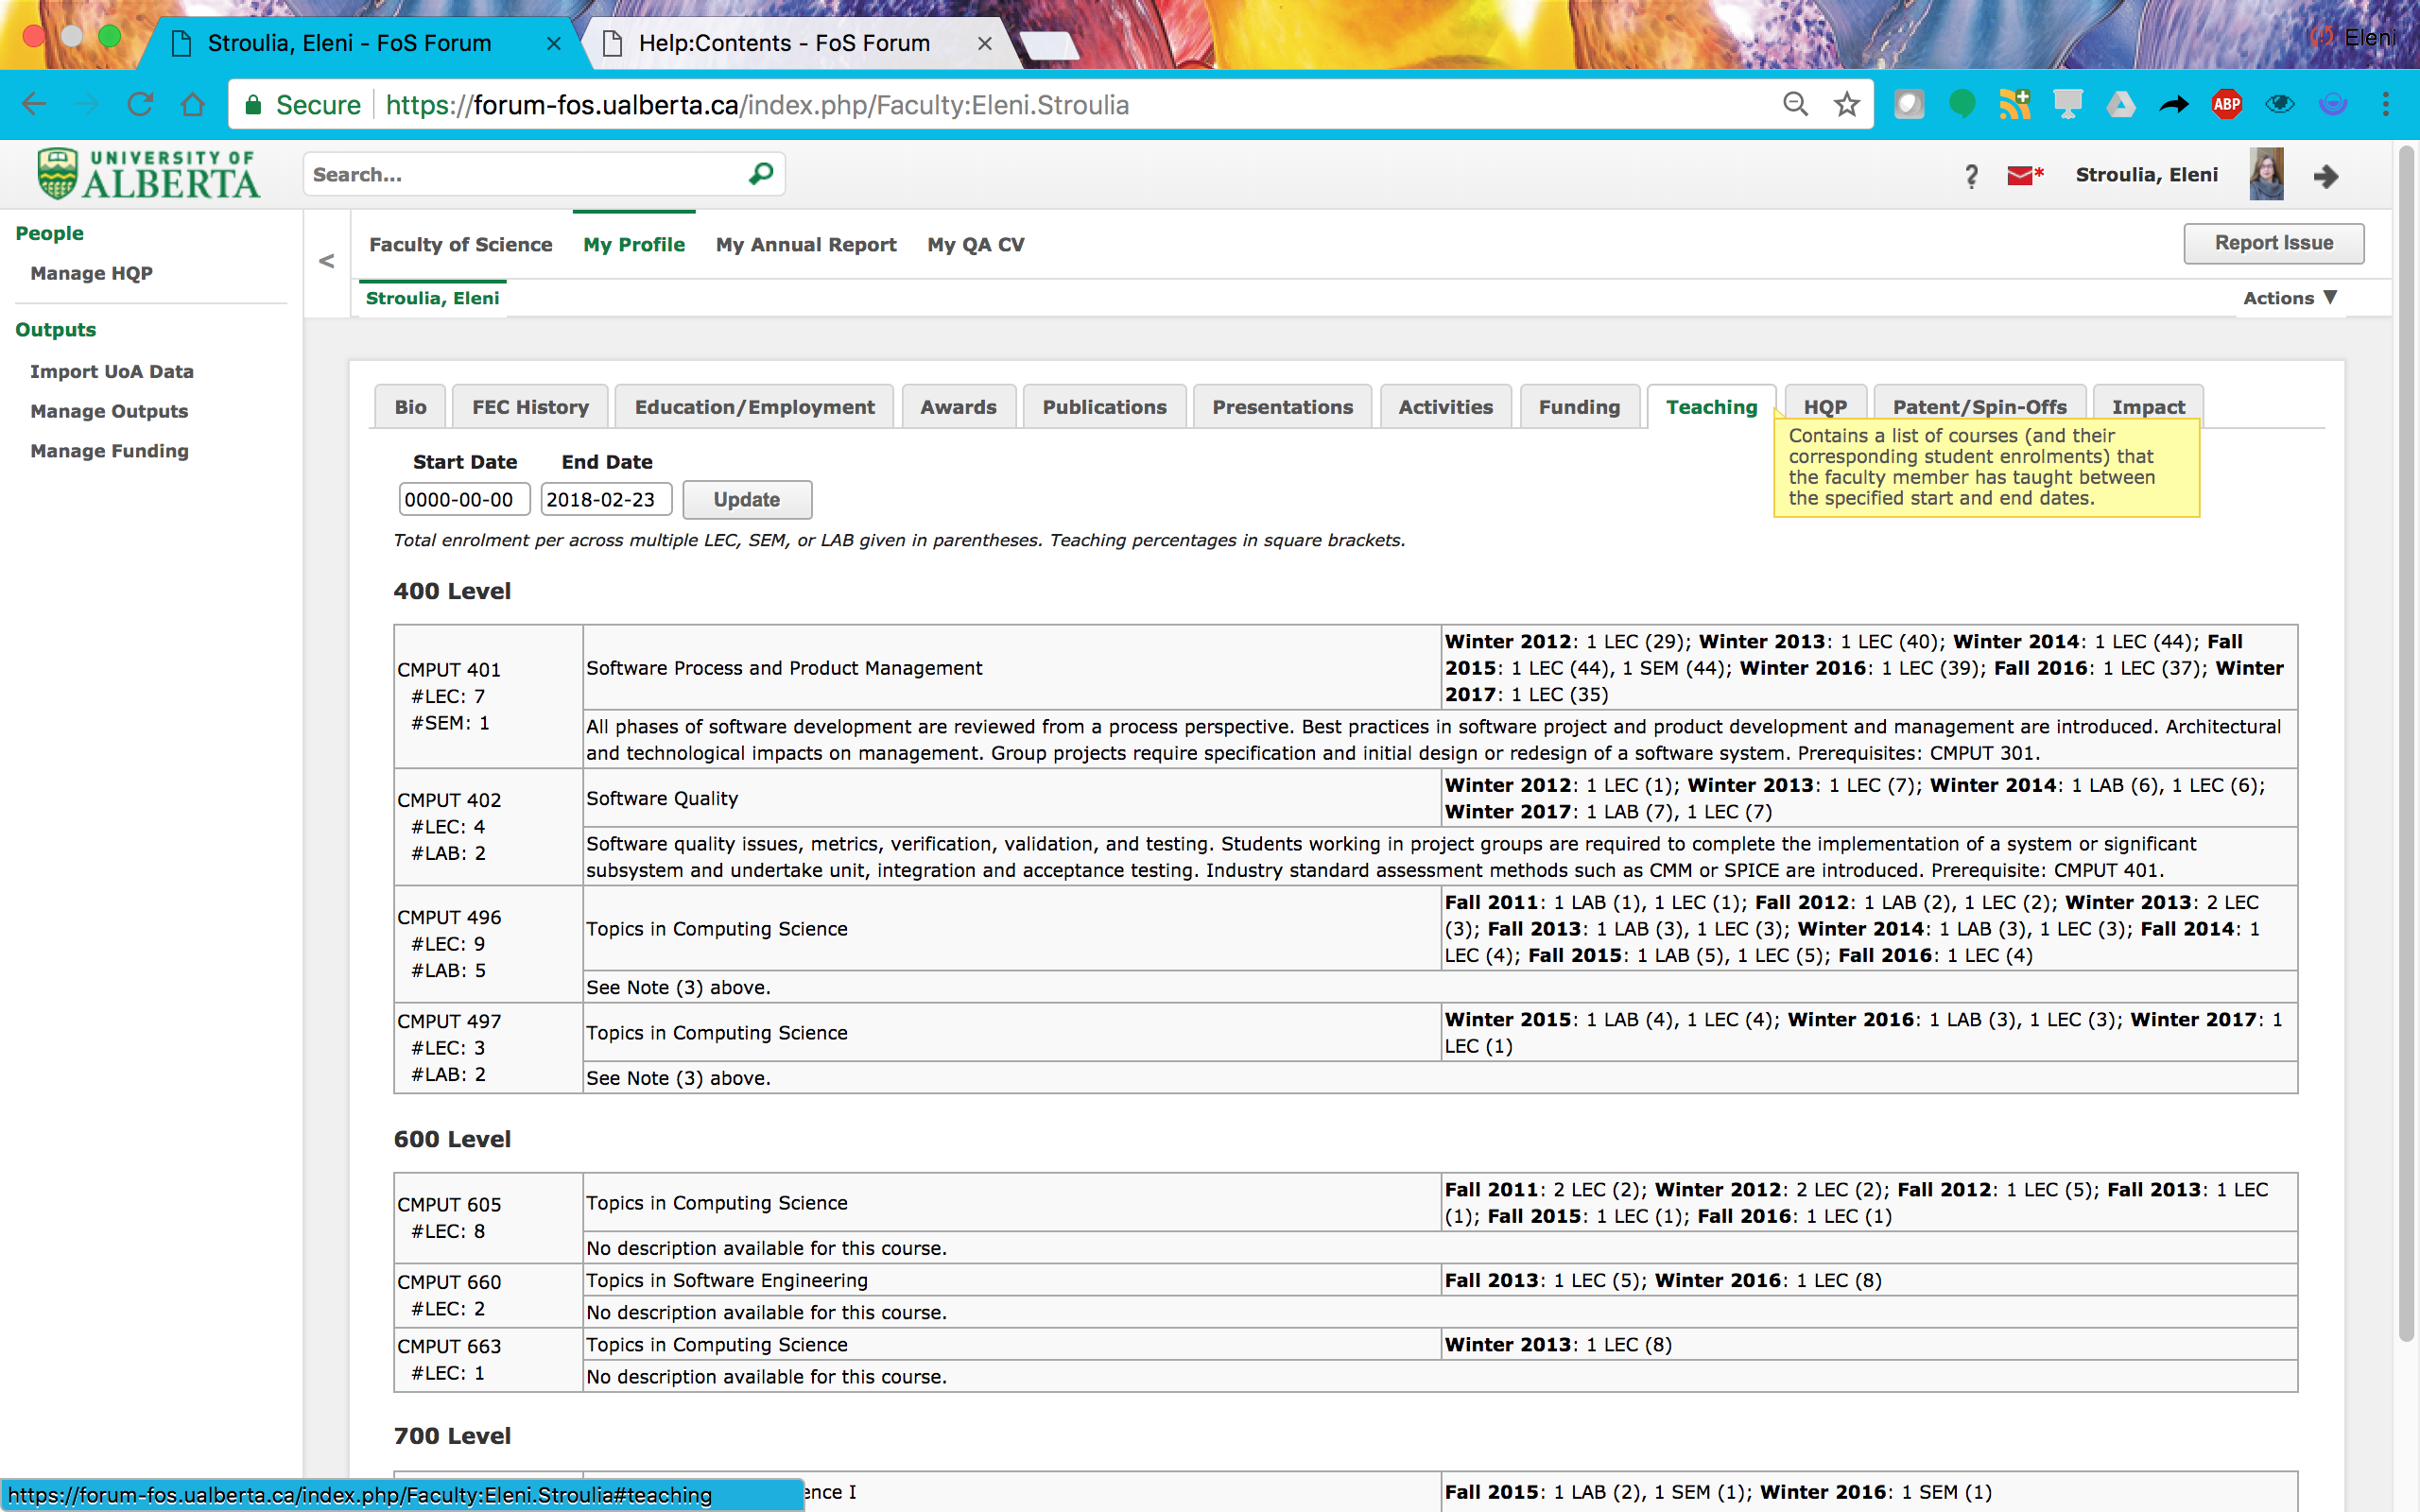 Stroulia, Eleni - FoS Forum
Help:Contents - FoS Forum
Eleni
Secure
https://forum-fos.ualberta.ca/index.php/Faculty:Eleni.Stroulia
ABP
UNIVERSITY OF
ALBERTA
Search...
?
*
Stroulia, Eleni
People
Manage HQP
Outputs
Import UoA Data
Manage Outputs
Manage Funding
<
Faculty of Science
My Profile
My Annual Report
My QA CV
Report Issue
Stroulia, Eleni
Actions ▼
Bio
FEC History
Education/Employment
Awards
Publications
Presentations
Activities
Funding
Teaching
HQP
Patent/Spin-Offs
Impact
Contains a list of courses (and their
corresponding student enrolments) that
the faculty member has taught between
the specified start and end dates.
Start Date
End Date
0000-00-00
2018-02-23
Update
Total enrolment per across multiple LEC, SEM, or LAB given in parentheses. Teaching percentages in square brackets.
400 Level
CMPUT 401
#LEC: 7
#SEM: 1
Software Process and Product Management
Winter 2012: 1 LEC (29); Winter 2013: 1 LEC (40); Winter 2014: 1 LEC (44); Fall
2015: 1 LEC (44), 1 SEM (44); Winter 2016: 1 LEC (39); Fall 2016: 1 LEC (37); Winter
2017: 1 LEC (35)
All phases of software development are reviewed from a process perspective. Best practices in software project and product development and management are introduced. Architectural
and technological impacts on management. Group projects require specification and initial design or redesign of a software system. Prerequisites: CMPUT 301.
CMPUT 402
#LEC: 4
#LAB: 2
Software Quality
Winter 2012: 1 LEC (1); Winter 2013: 1 LEC (7); Winter 2014: 1 LAB (6), 1 LEC (6);
Winter 2017: 1 LAB (7), 1 LEC (7)
Software quality issues, metrics, verification, validation, and testing. Students working in project groups are required to complete the implementation of a system or significant
subsystem and undertake unit, integration and acceptance testing. Industry standard assessment methods such as CMM or SPICE are introduced. Prerequisite: CMPUT 401.
CMPUT 496
#LEC: 9
#LAB: 5
Topics in Computing Science
Fall 2011: 1 LAB (1), 1 LEC (1); Fall 2012: 1 LAB (2), 1 LEC (2); Winter 2013: 2 LEC
(3); Fall 2013: 1 LAB (3), 1 LEC (3); Winter 2014: 1 LAB (3), 1 LEC (3); Fall 2014: 1
LEC (4); Fall 2015: 1 LAB (5), 1 LEC (5); Fall 2016: 1 LEC (4)
See Note (3) above.
CMPUT 497
#LEC: 3
#LAB: 2
Topics in Computing Science
Winter 2015: 1 LAB (4), 1 LEC (4); Winter 2016: 1 LAB (3), 1 LEC (3); Winter 2017: 1
LEC (1)
See Note (3) above.
600 Level
CMPUT 605
#LEC: 8
Topics in Computing Science
Fall 2011: 2 LEC (2); Winter 2012: 2 LEC (2); Fall 2012: 1 LEC (5); Fall 2013: 1 LEC
(1); Fall 2015: 1 LEC (1); Fall 2016: 1 LEC (1)
No description available for this course.
CMPUT 660
#LEC: 2
Topics in Software Engineering
Fall 2013: 1 LEC (5); Winter 2016: 1 LEC (8)
No description available for this course.
CMPUT 663
#LEC: 1
Topics in Computing Science
Winter 2013: 1 LEC (8)
No description available for this course.
700 Level
https://forum-fos.ualberta.ca/index.php/Faculty:Eleni.Stroulia#teaching
ence I
Fall 2015: 1 LAB (2), 1 SEM (1); Winter 2016: 1 SEM (1)